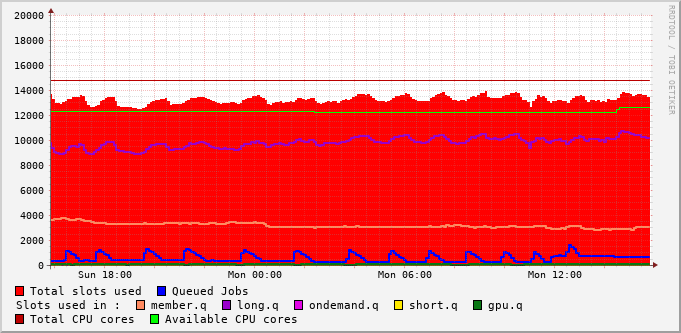 20000
18000
16000
14000
12000
10000
8000
6000
4000
2000
0
Sun 18:00 Mon 00:00 Mon 06:00 Mon 12:00
RRDTOOL / TOBI OETIKER
Total slots used Queued Jobs
Slots used in : member.q long.q ondemand.q short.q gpu.q
Total CPU cores Available CPU cores